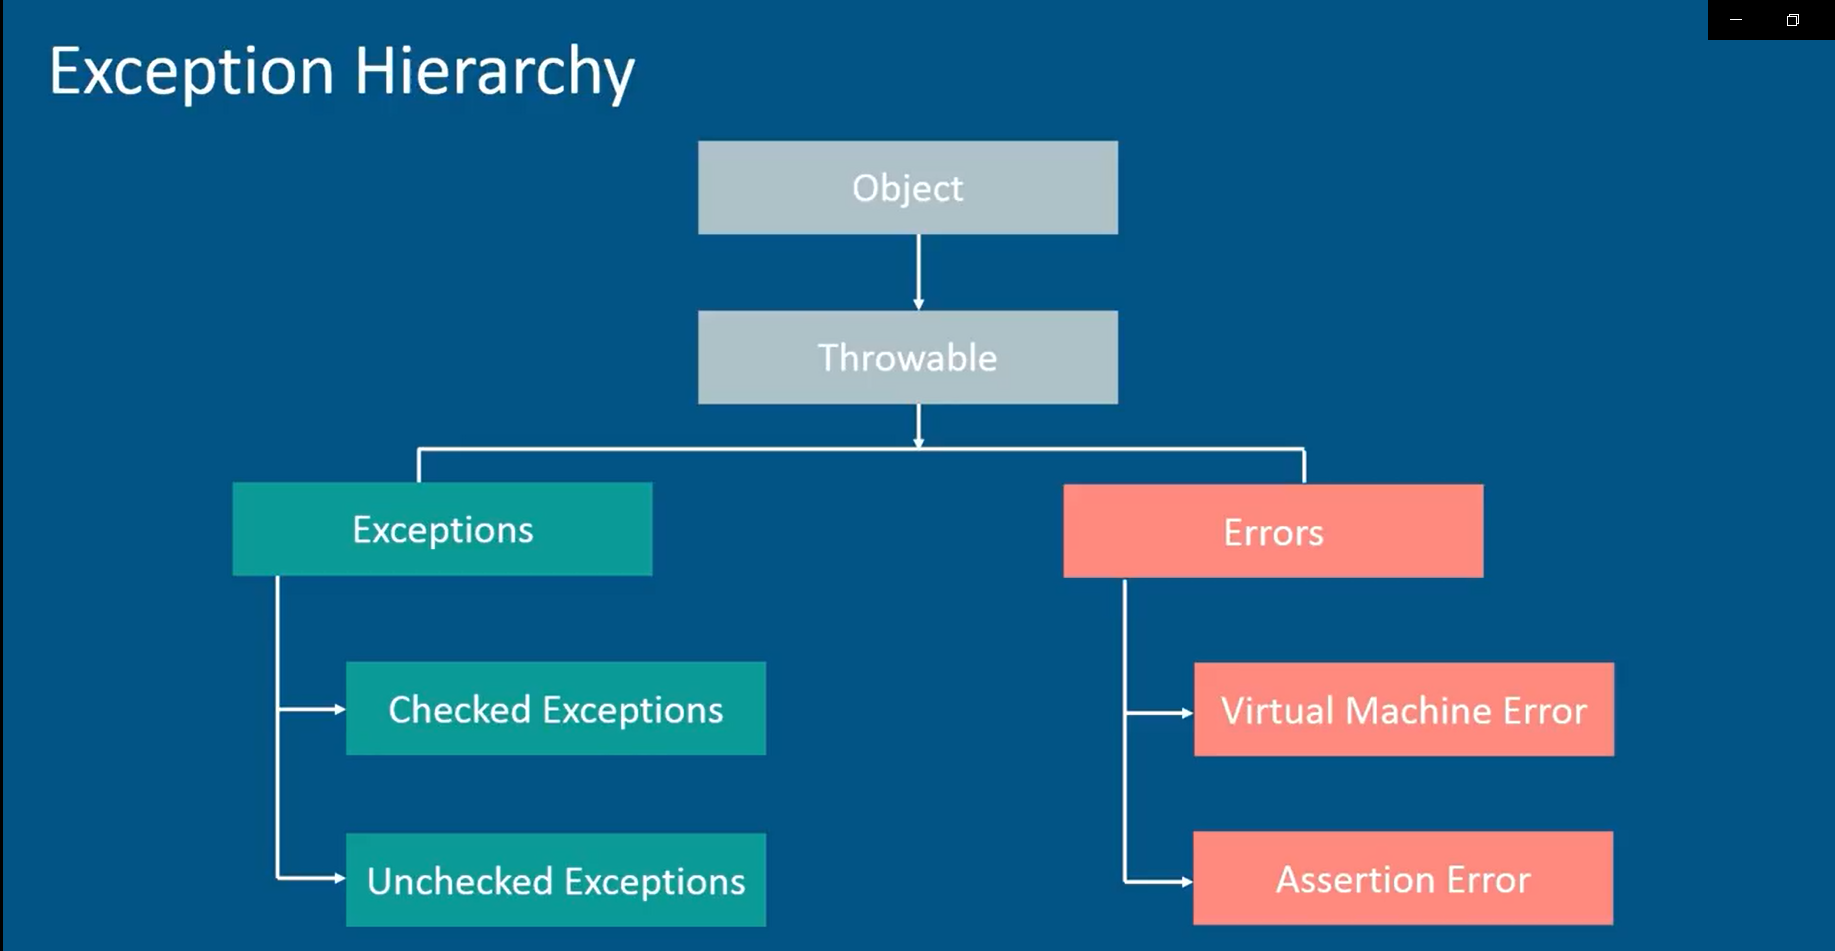 Exception Hierarchy
Object
Throwable
Exceptions
Errors
Checked Exceptions
Virtual Machine Error
Unchecked Exceptions
Assertion Error